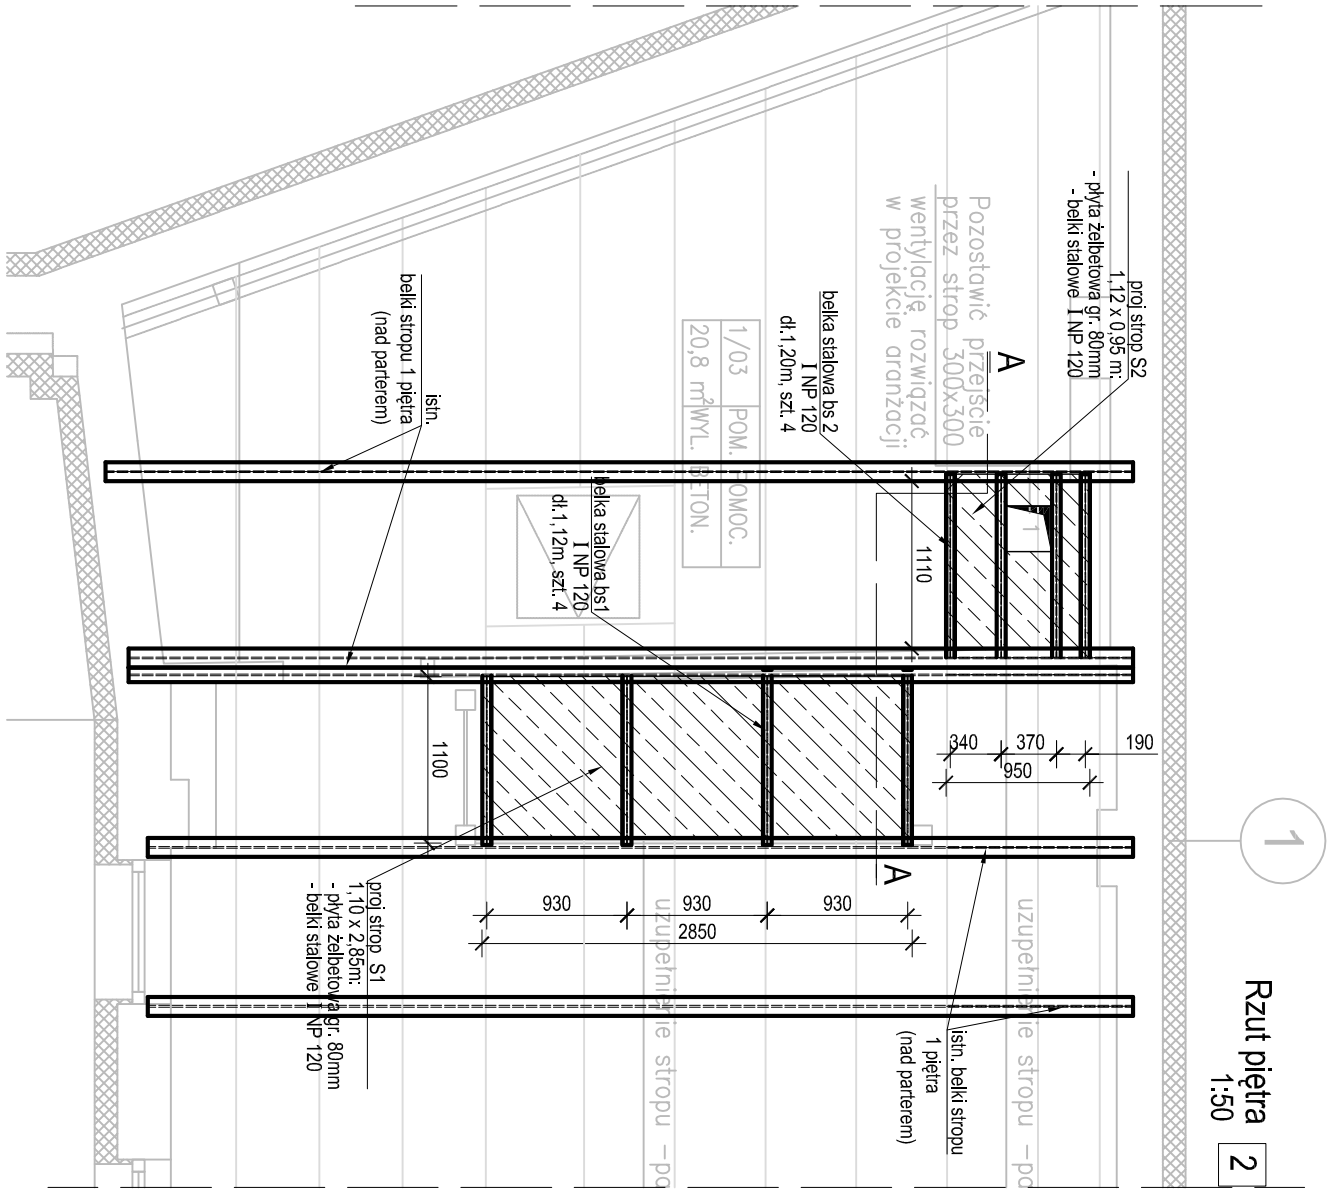 Rzut piętra
1:50
2
1
proj strop S2
1,12 x 0,95 m:
- płyta żelbetowa gr. 80mm
- belki stalowe I NP 120
Pozostawić przejście
przez strop 300x300
wentylację rozwiązać
w projekcie aranżacji
A
belka stalowa bs 2
I NP 120
dł.1,20m, szt. 4
1/03 POM. POMOC.
20,8 m² WYL. BETON.
istn.
belki stropu 1 piętra
(nad parterem)
belka stalowa bs1
I NP 120
dł.1,12m, szt. 4
1
1110
1100
340
370
190
950
A
930
930
930
2850
proj strop S1
1,10 x 2,85m:
- płyta żelbetowa gr. 80mm
- belki stalowe I NP 120
uzupełnienie stropu -po
uzupełnienie stropu -po
istn. belki stropu
1 piętra
(nad parterem)